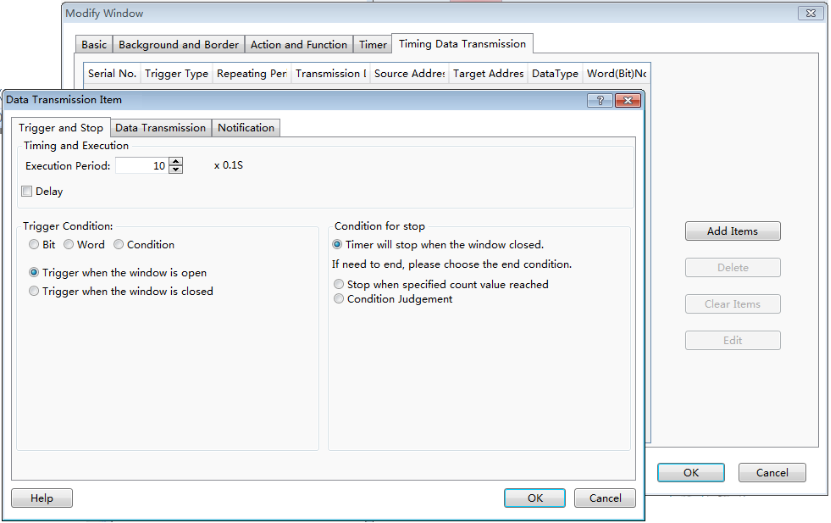 Modify Window
Basic Background and Border Action and Function Timer Timing Data Transmission
Serial No. Trigger Type Repeating Per Transmission I Source Addre Target Addres DataType Word(Bit)N
Data Transmission Item
Trigger and Stop Data Transmission Notification
Timing and Execution
Execution Period: 10 x 0.1S
Delay
Trigger Condition:
Bit Word Condition
Trigger when the window is open
Trigger when the window is closed
Condition for stop
Timer will stop when the window closed.
If need to end, please choose the end condition.
Stop when specified count value reached
Condition Judgement
Help OK Cancel
Add Items
Delete
Clear Items
Edit
OK Cancel